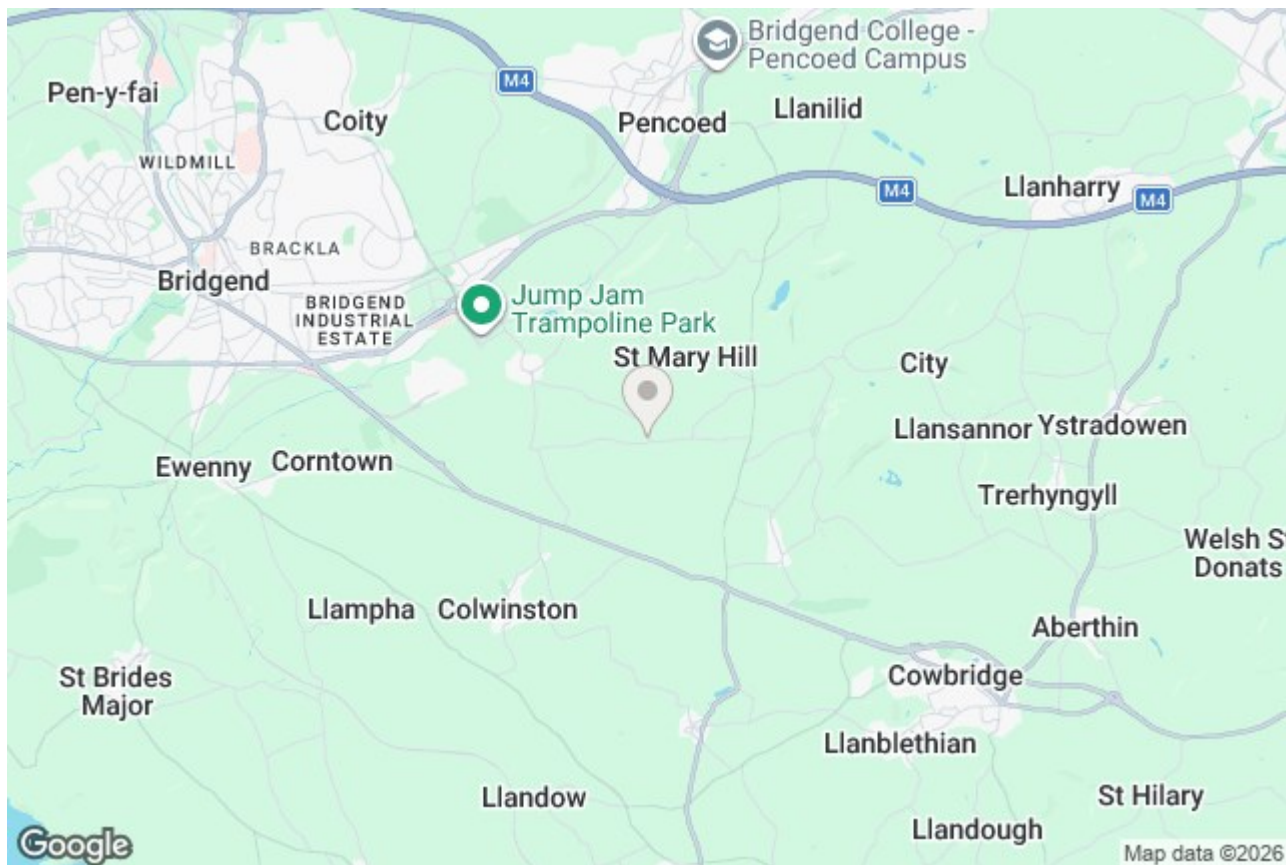 Bridgend College -
Pencoed Campus
Pen-y-fai
M4
Coity
Pencoed
Llanilid
WILDMILL
Llanharry
M4
M4
BRACKLA
Bridgend
BRIDGEND
INDUSTRIAL
ESTATE
Jump Jam
Trampoline Park
St Mary Hill
City
Llansannor
Ystradowen
Ewenny
Corntown
Trerhyngyll
Welsh St
Donats
Llampha
Colwinston
Aberthin
St Brides
Major
Cowbridge
Llanblethian
Llandow
St Hilary
Llandough
Google
Map data ©2026